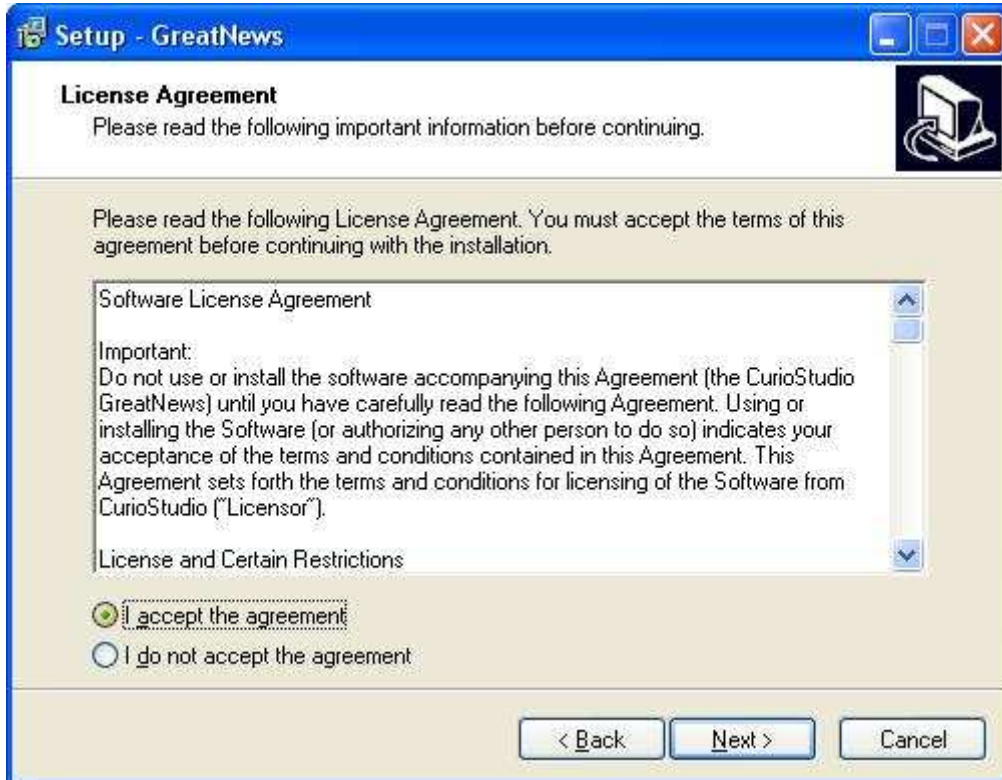 Setup - GreatNews
License Agreement
Please read the following important information before continuing.
Please read the following License Agreement. You must accept the terms of this
agreement before continuing with the installation.
Software License Agreement
Important:
Do not use or install the software accompanying this Agreement (the CurioStudio
GreatNews) until you have carefully read the following Agreement. Using or
installing the Software (or authorizing any other person to do so) indicates your
acceptance of the terms and conditions contained in this Agreement. This
Agreement sets forth the terms and conditions for licensing of the Software from
CurioStudio ("Licensor").
License and Certain Restrictions
I accept the agreement
I do not accept the agreement
< Back
Next >
Cancel